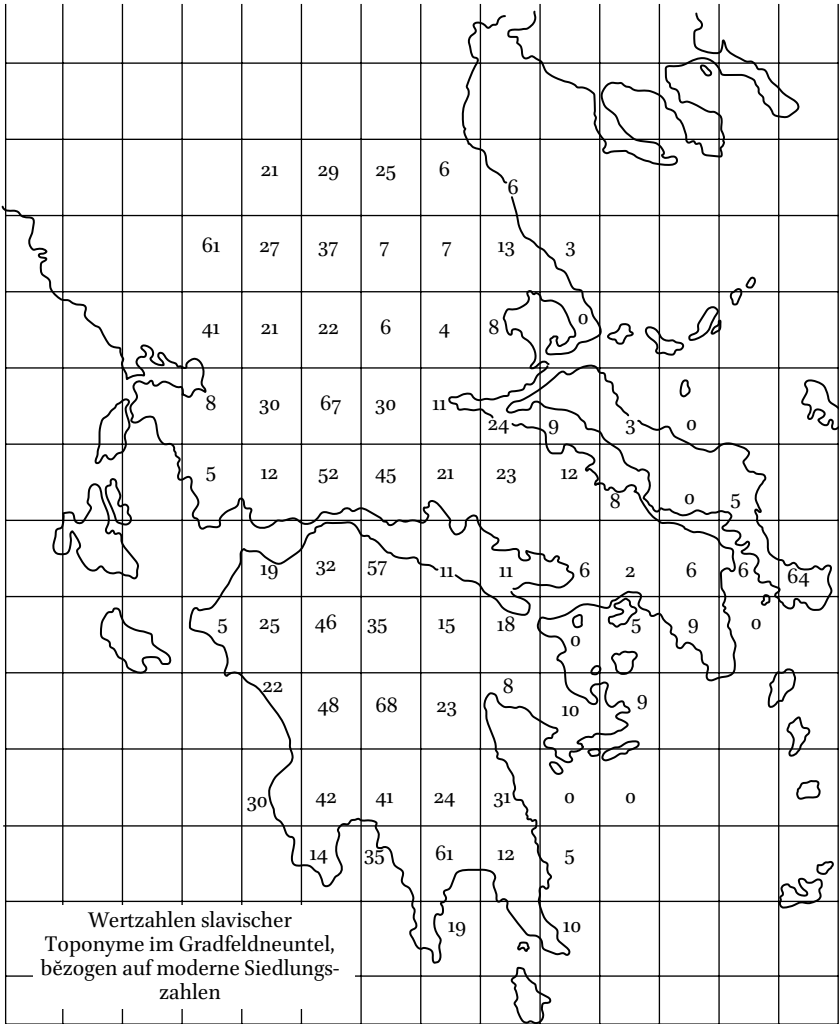 21 29 25 6
6
61 27 37 7 7 13 3
41 21 22 6 4 8 0
8 30 67 30 11
24 9 3 0
5 12 52 45 21 23 12
8 0 5
19 32 57 11 11 6 2 6 6 64
5 25 46 35 15 18 0 5 9 0
22 48 68 23 8 10 9
30 42 41 24 31 0 0
14 35 61 12 5
19 10
Wertzahlen slavischer
Toponyme im Gradfeldneuntel,
bĕzogen auf moderne Siedlungs-
zahlen